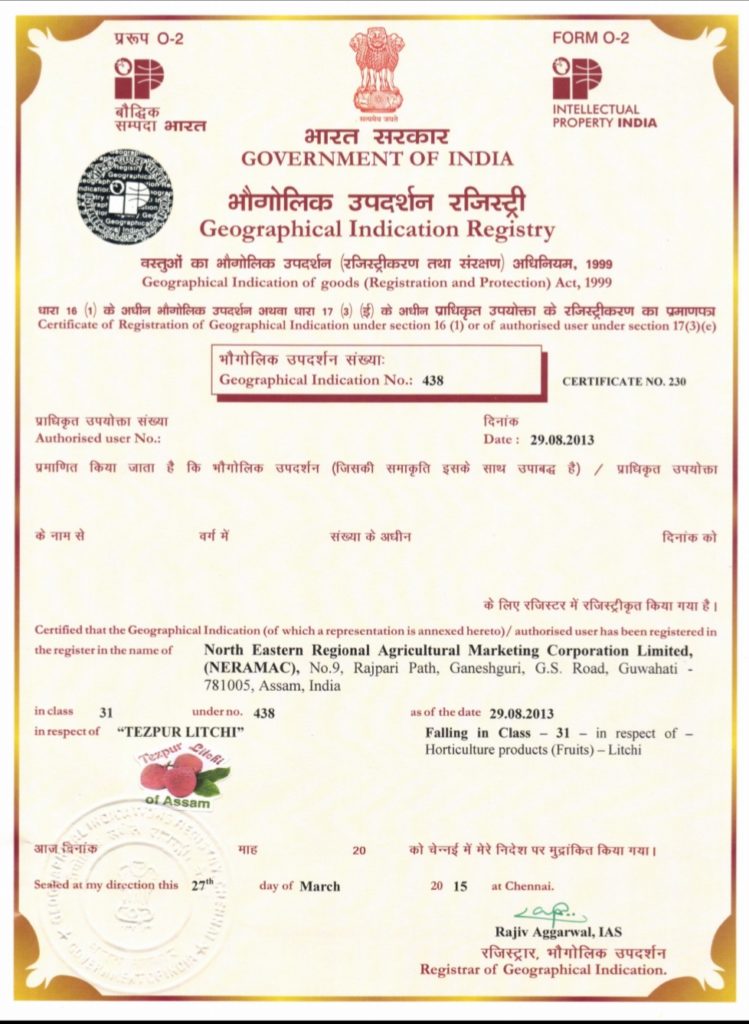 प्ररूप O-2
FORM O-2
बौद्धिक
सम्पदा भारत
INTELLECTUAL
PROPERTY INDIA
सत्यमेव जयते
भारत सरकार
GOVERNMENT OF INDIA
भौगोलिक उपदर्शन रजिस्ट्री
Geographical Indication Registry
वस्तुओं का भौगोलिक उपदर्शन (रजिस्ट्रीकरण तथा संरक्षण) अधिनियम, 1999
Geographical Indication of goods (Registration and Protection) Act, 1999
धारा 16 (1) के अधीन भौगोलिक उपदर्शन अथवा धारा 17 (3) (ई) के अधीन प्राधिकृत उपयोक्ता के रजिस्ट्रीकरण का प्रमाणपत्र
Certificate of Registration of Geographical Indication under section 16 (1) or of authorised user under section 17(3)(e)
भौगोलिक उपदर्शन संख्याः
Geographical Indication No.: 438
CERTIFICATE NO. 230
प्राधिकृत उपयोक्ता संख्या
दिनांक
Authorised user No.:
Date : 29.08.2013
प्रमाणित किया जाता है कि भौगोलिक उपदर्शन (जिसकी समाकृति इसके साथ उपाबद्ध है) / प्राधिकृत उपयोक्ता
के नाम से वर्ग में संख्या के अधीन दिनांक को
के लिए रजिस्टर में रजिस्ट्रीकृत किया गया है।
Certified that the Geographical Indication (of which a representation is annexed hereto)/ authorised user has been registered in
the register in the name of North Eastern Regional Agricultural Marketing Corporation Limited,
(NERAMAC), No.9, Rajpari Path, Ganeshguri, G.S. Road, Guwahati -
781005, Assam, India
in class 31 under no. 438 as of the date 29.08.2013
in respect of "TEZPUR LITCHI" Falling in Class – 31 – in respect of –
Horticulture products (Fruits) – Litchi
Tezpur Litchi
of Assam
आज दिनांक माह 20 को चेन्नई में मेरे निदेश पर मुद्रांकित किया गया।
Sealed at my direction this 27th day of March 20 15 at Chennai.
Rajiv Aggarwal, IAS
रजिस्ट्रार, भौगोलिक उपदर्शन
Registrar of Geographical Indication.